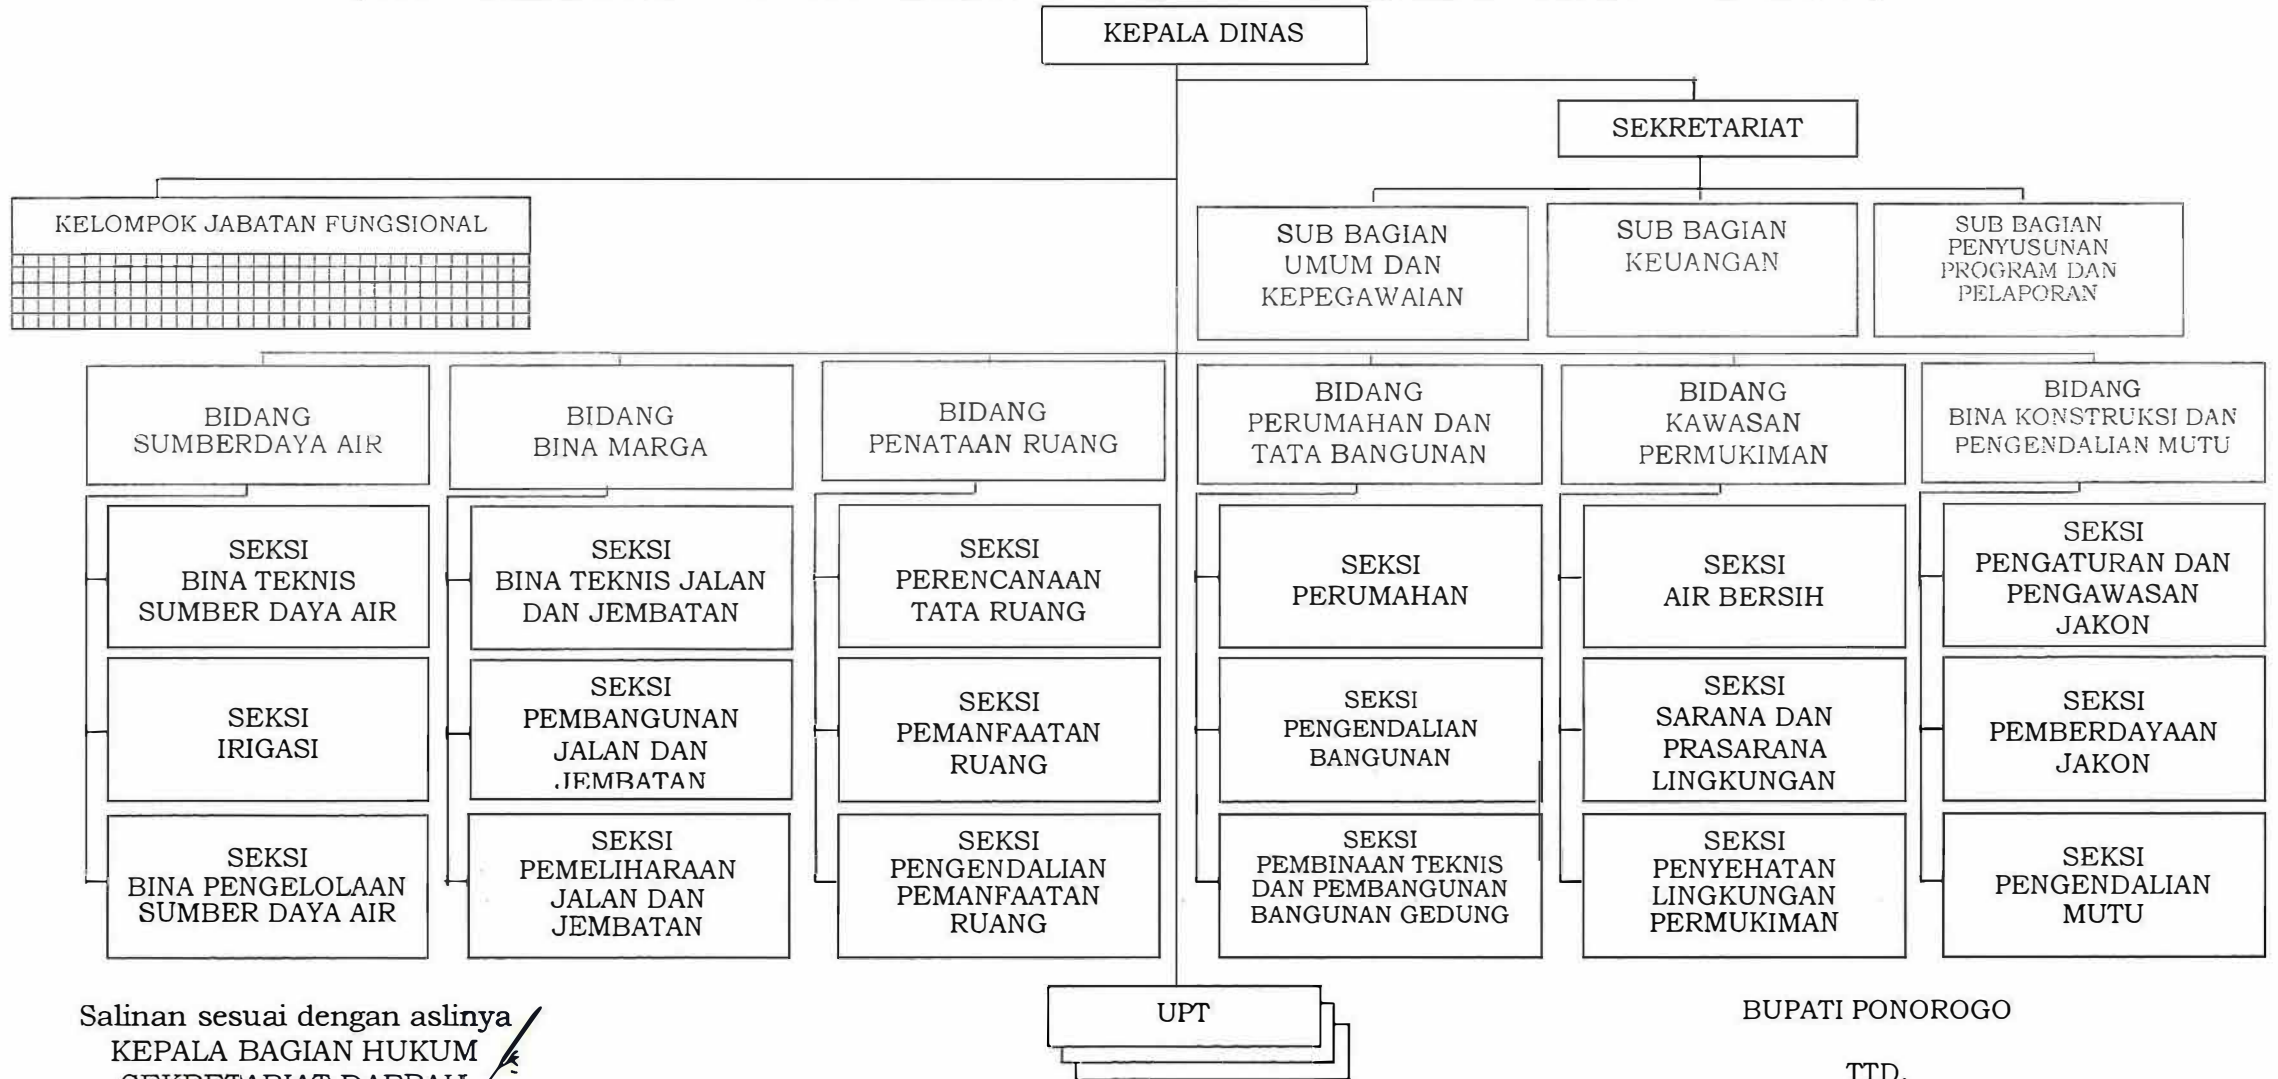 KEPALA DINAS
SEKRETARIAT
KELOMPOK JABATAN FUNGSIONAL
SUB BAGIAN
UMUM DAN
KEPEGAWAIAN
SUB BAGIAN
KEUANGAN
SUB BAGIAN
PENYUSUNAN
PROGRAM DAN
PELAPORAN
BIDANG
SUMBERDAYA AIR
BIDANG
BINA MARGA
BIDANG
PENATAAN RUANG
BIDANG
PERUMAHAN DAN
TATA BANGUNAN
BIDANG
KAWASAN
PERMUKIMAN
BIDANG
BINA KONSTRUKSI DAN
PENGENDALIAN MUTU
SEKSI
BINA TEKNIS
SUMBER DAYA AIR
SEKSI
BINA TEKNIS JALAN
DAN JEMBATAN
SEKSI
PERENCANAAN
TATA RUANG
SEKSI
PERUMAHAN
SEKSI
AIR BERSIH
SEKSI
PENGATURAN DAN
PENGAWASAN
JAKON
SEKSI
IRIGASI
SEKSI
PEMBANGUNAN
JALAN DAN
JEMBATAN
SEKSI
PEMANFAATAN
RUANG
SEKSI
PENGENDALIAN
BANGUNAN
SEKSI
SARANA DAN
PRASARANA
LINGKUNGAN
SEKSI
PEMBERDAYAAN
JAKON
SEKSI
BINA PENGELOLAAN
SUMBER DAYA AIR
SEKSI
PEMELIHARAAN
JALAN DAN
JEMBATAN
SEKSI
PENGENDALIAN
PEMANFAATAN
RUANG
SEKSI
PEMBINAAN TEKNIS
DAN PEMBANGUNAN
BANGUNAN GEDUNG
SEKSI
PENYEHATAN
LINGKUNGAN
PERMUKIMAN
SEKSI
PENGENDALIAN
MUTU
UPT
Salinan sesuai dengan aslinya
KEPALA BAGIAN HUKUM
SEKRETARIAT DAERAH
BUPATI PONOROGO
TTD.